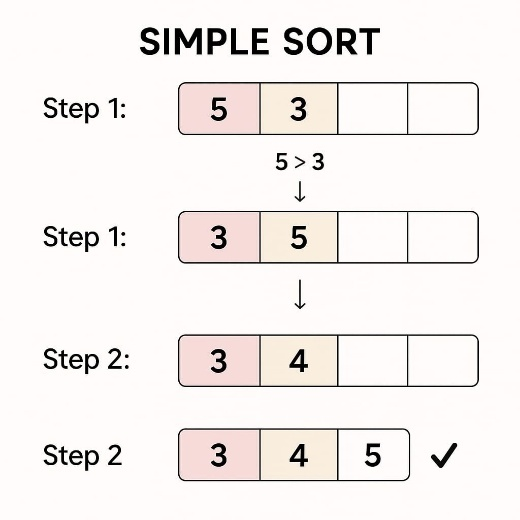 SIMPLE SORT
Step 1: 5 3
5 > 3
↓
Step 1: 3 5
↓
Step 2: 3 4
Step 2 3 4 5 ✓